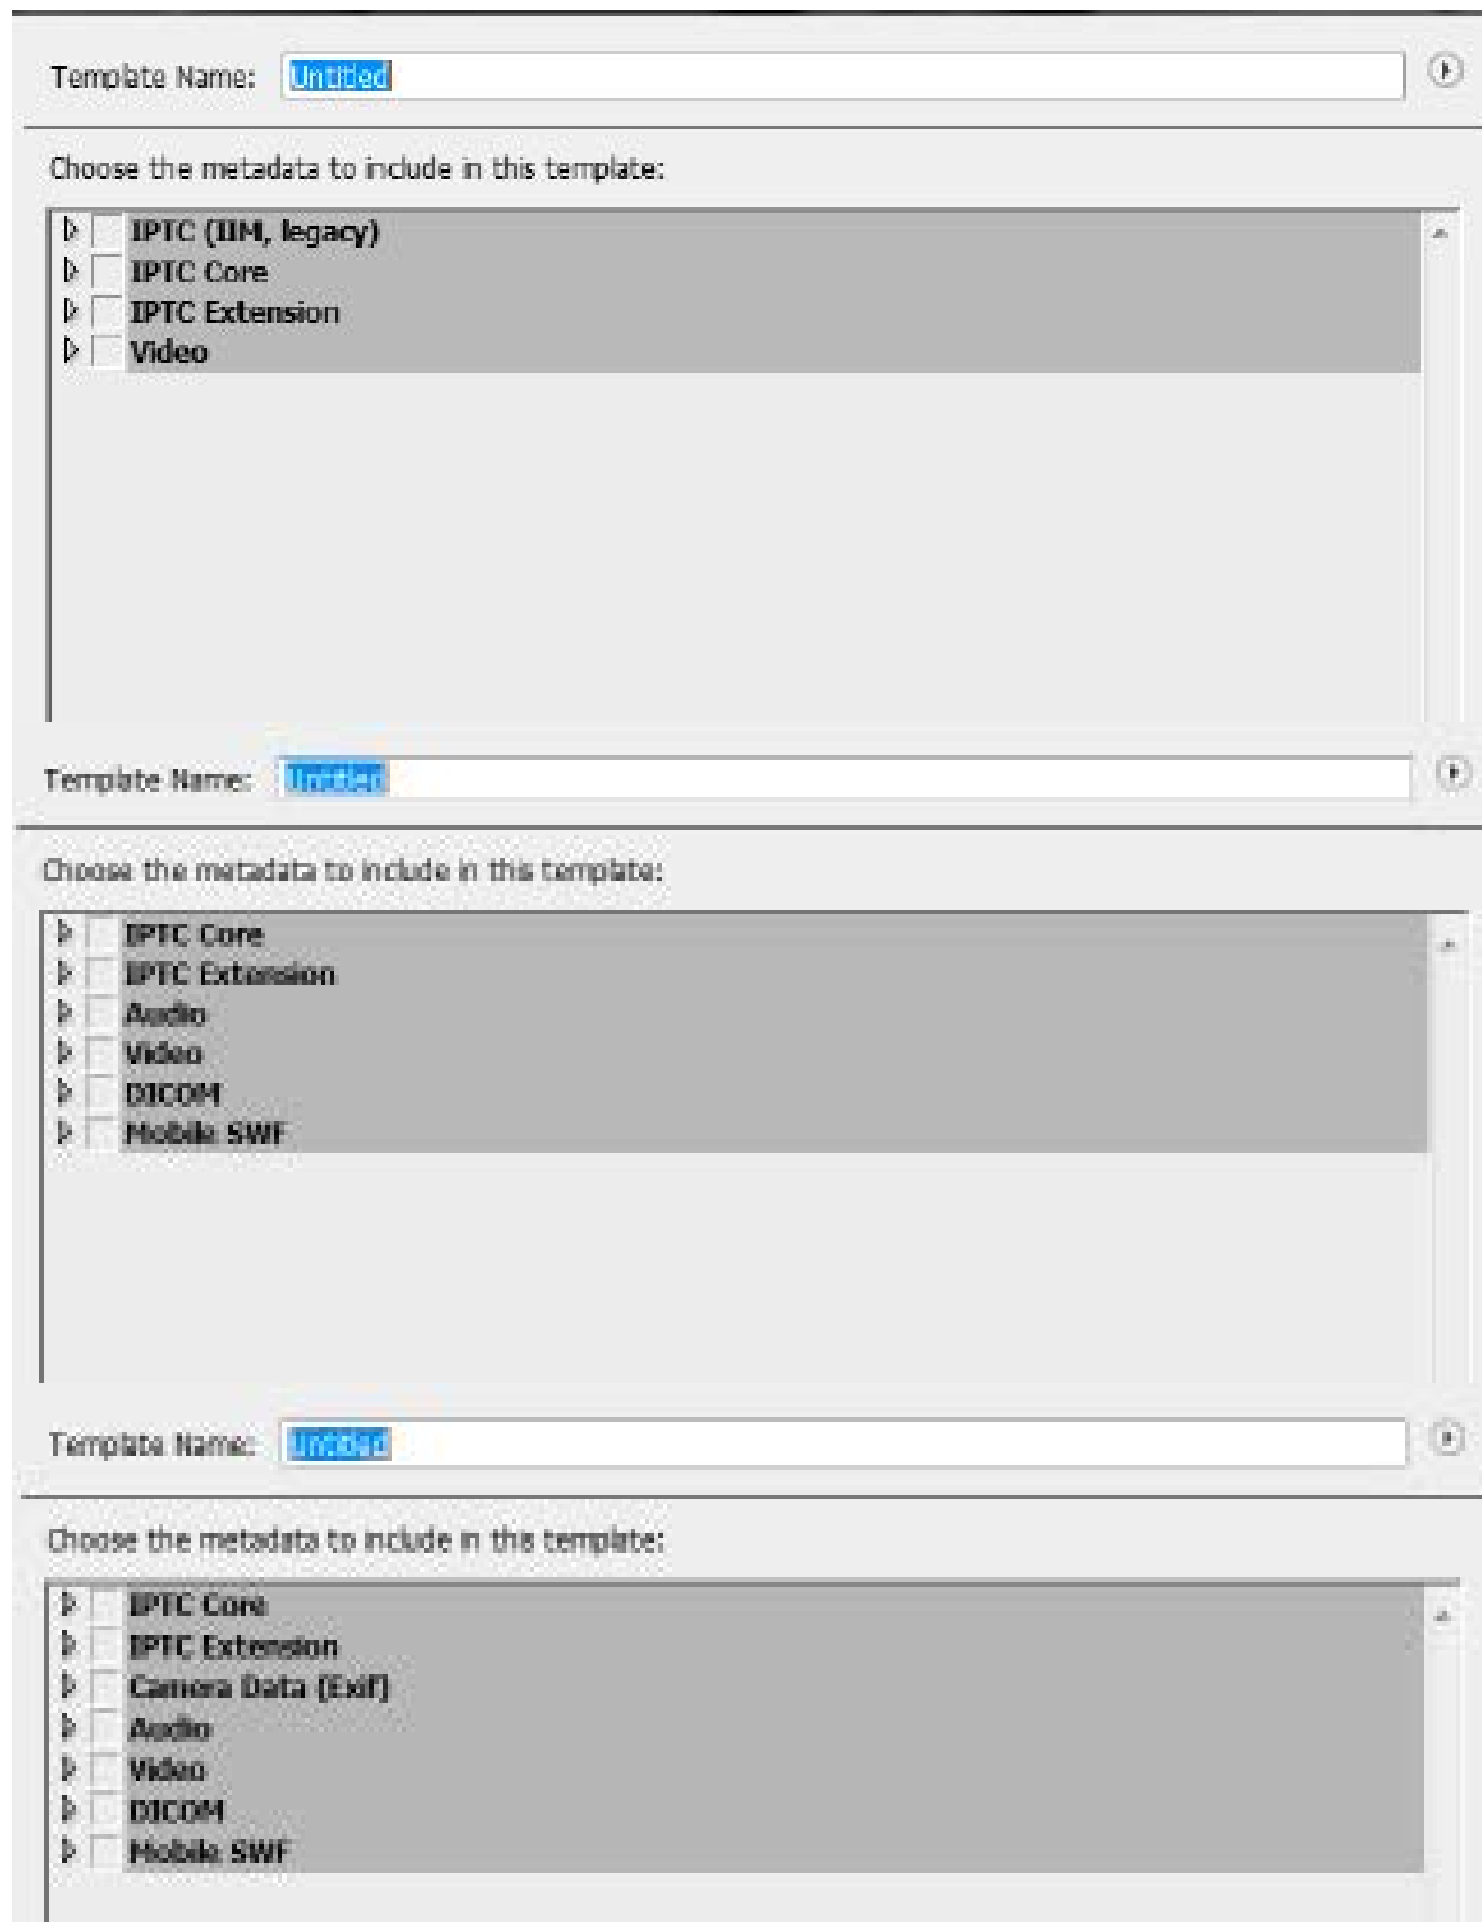 Template Name: Untitled
Choose the metadata to include in this template:
IPTC (IIM, legacy)
IPTC Core
IPTC Extension
Video
Template Name: Untitled
Choose the metadata to include in this template:
IPTC Core
IPTC Extension
Audio
Video
DICOM
Mobile SWF
Template Name: Untitled
Choose the metadata to include in this template:
IPTC Core
IPTC Extension
Camera Data (Exif)
Audio
Video
DICOM
Mobile SWF